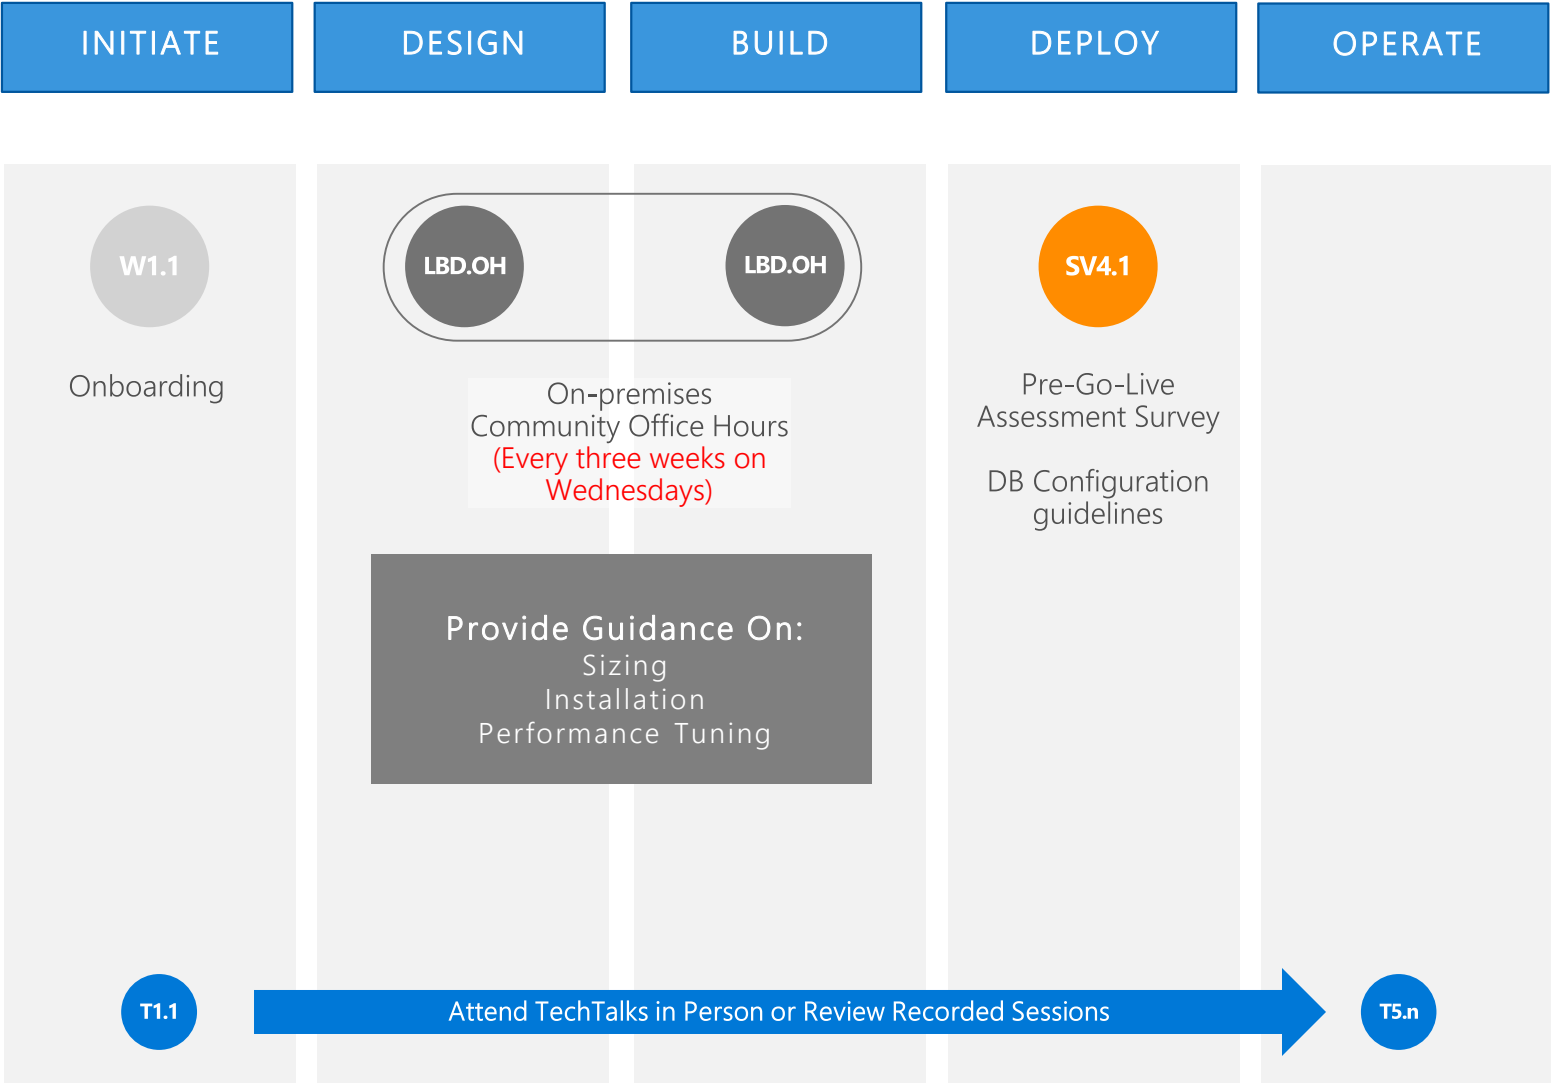 INITIATE
DESIGN
BUILD
DEPLOY
OPERATE
W1.1
Onboarding
LBD.OH
LBD.OH
On-premises
Community Office Hours
(Every three weeks on
Wednesdays)
Provide Guidance On:
Sizing
Installation
Performance Tuning
SV4.1
Pre-Go-Live
Assessment Survey
DB Configuration
guidelines
T1.1
Attend TechTalks in Person or Review Recorded Sessions
T5.n